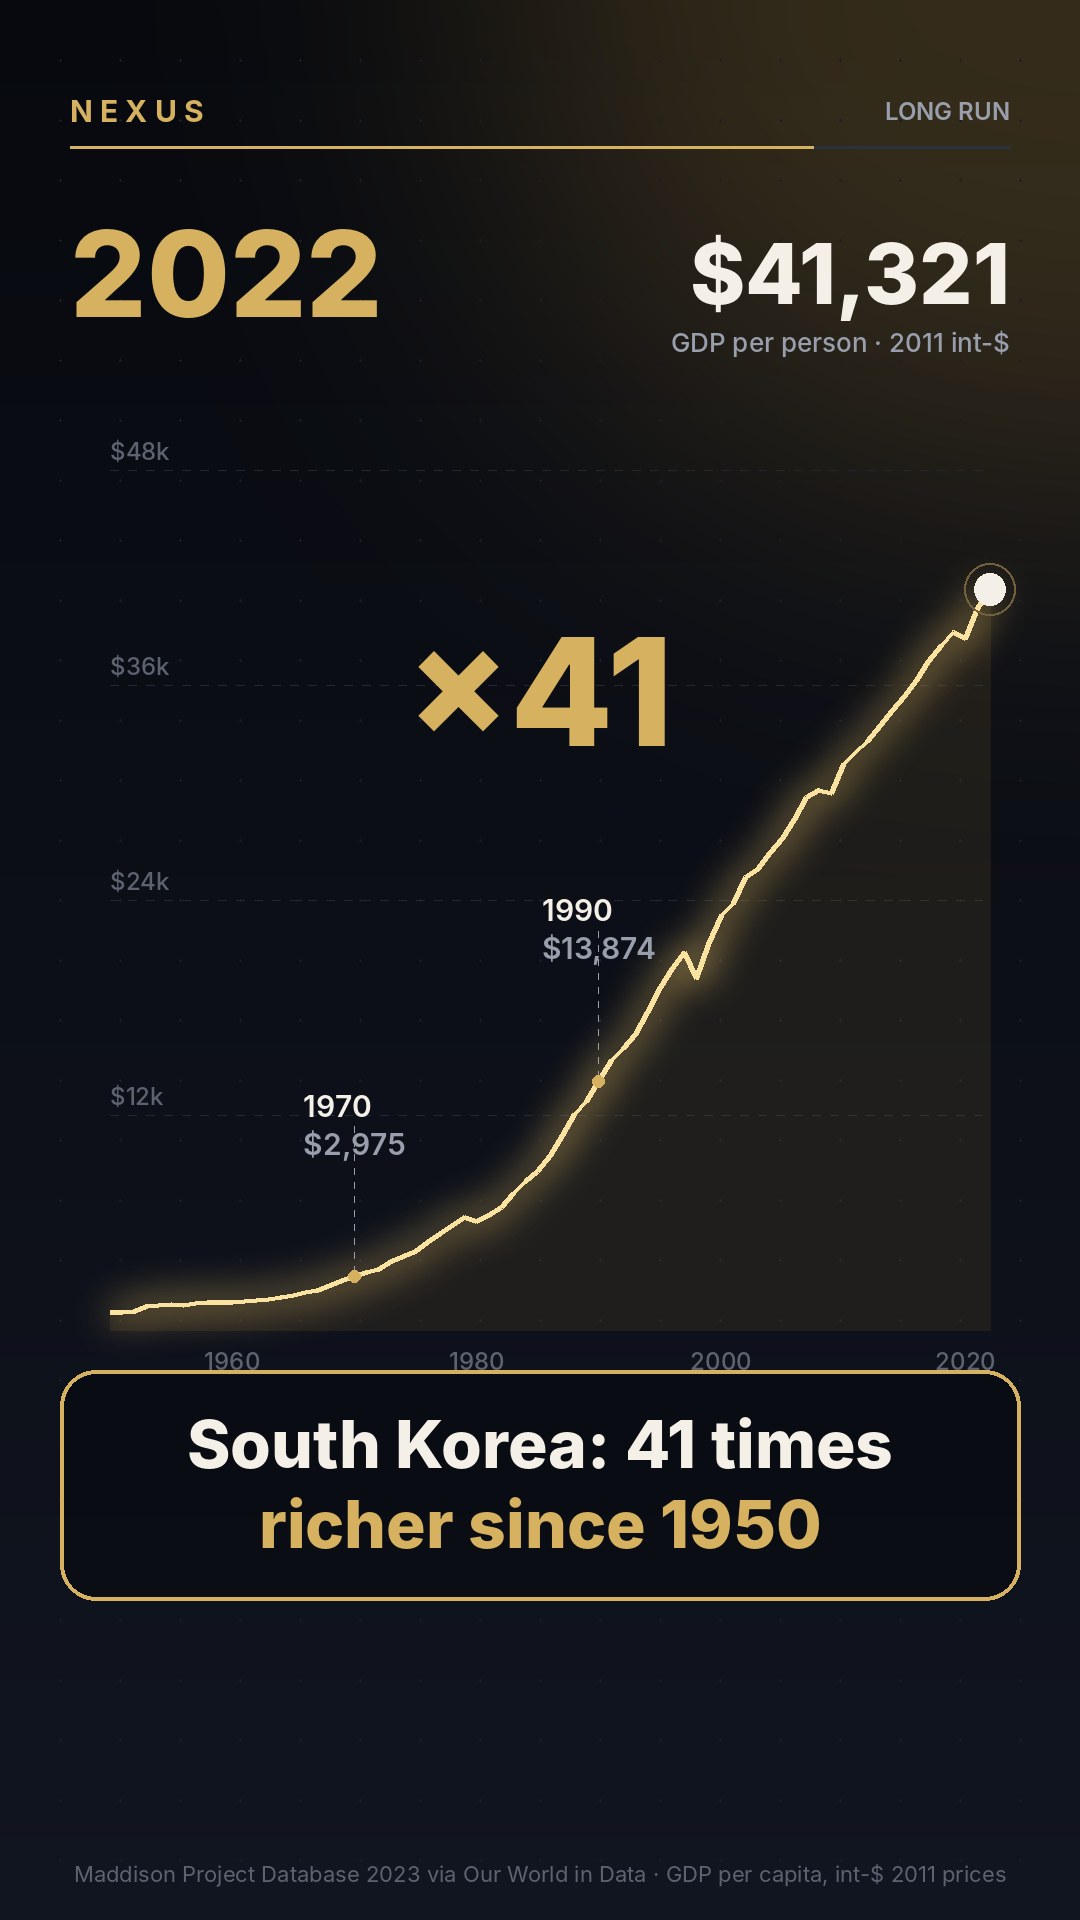 NEXUS
LONG RUN
2022
$41,321
GDP per person · 2011 int-$
$48k
×41
$36k
$24k
1990
$13,874
$12k
1970
$2,975
1960 1980 2000 2020
South Korea: 41 times
richer since 1950
Maddison Project Database 2023 via Our World in Data · GDP per capita, int-$ 2011 prices